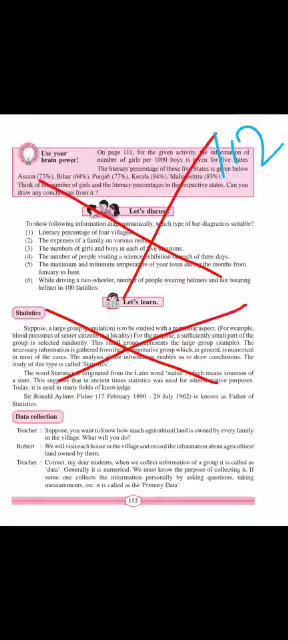 112
Use your brain power!
On page 111, for the given activity, the information of
number of girls per 1000 boys is given for five states
The literacy percentage of these five States is given below
Assam (73%), Bihar (64%), Punjab (77%), Kerala (94%), Maharashtra (83%)
Think of the number of girls and the literacy percentages in the respective states. Can you
draw any conclusions from it ?
Let's discuss
To show following information diagrammatically, which type of bar-diagram is suitable?
(1) Literacy percentage of four villages.
(2) The expenses of a family on various items.
(3) The numbers of girls and boys in each of five divisions.
(4) The number of people visiting a science exhibition on each of three days.
(5) The maximum and minimum temperature of your town during the months from
January to June.
(6) While driving a two-wheeler, number of people wearing helmets and not wearing
helmet in 100 families.
Let's learn.
Statistics
Suppose, a large group (population) is to be studied with a particular aspect. (For example,
blood pressures of senior citizens in a locality) For the purpose, a sufficiently small part of the
group is selected randomly. This small group represents the large group (sample). The
necessary information is gathered from the representative group which, in general, is numerical
in most of the cases. The analysis of the information enables us to draw conclusions. The
study of this type is called 'Statistics'.
The word Statistics is originated from the Latin word 'status', which means situation of
a state. This suggests that in ancient times statistics was used for administrative purposes.
Today, it is used in many fields of knowledge.
Sir Ronald Aylmer Fisher (17 February 1890 - 29 July 1962) is known as Father of
Statistics.
Data collection
Teacher : Suppose, you want to know how much agricultural land is owned by every family
in the village. What will you do?
Robert : We will visit each house in the village and record the information about agricultural
land owned by them.
Teacher : Correct, my dear students, when we collect information of a group it is called as
'data'. Generally it is numerical. We must know the purpose of collecting it. If
some one collects the information personally by asking questions, taking
measurements, etc. it is called as the 'Primary Data'.
112